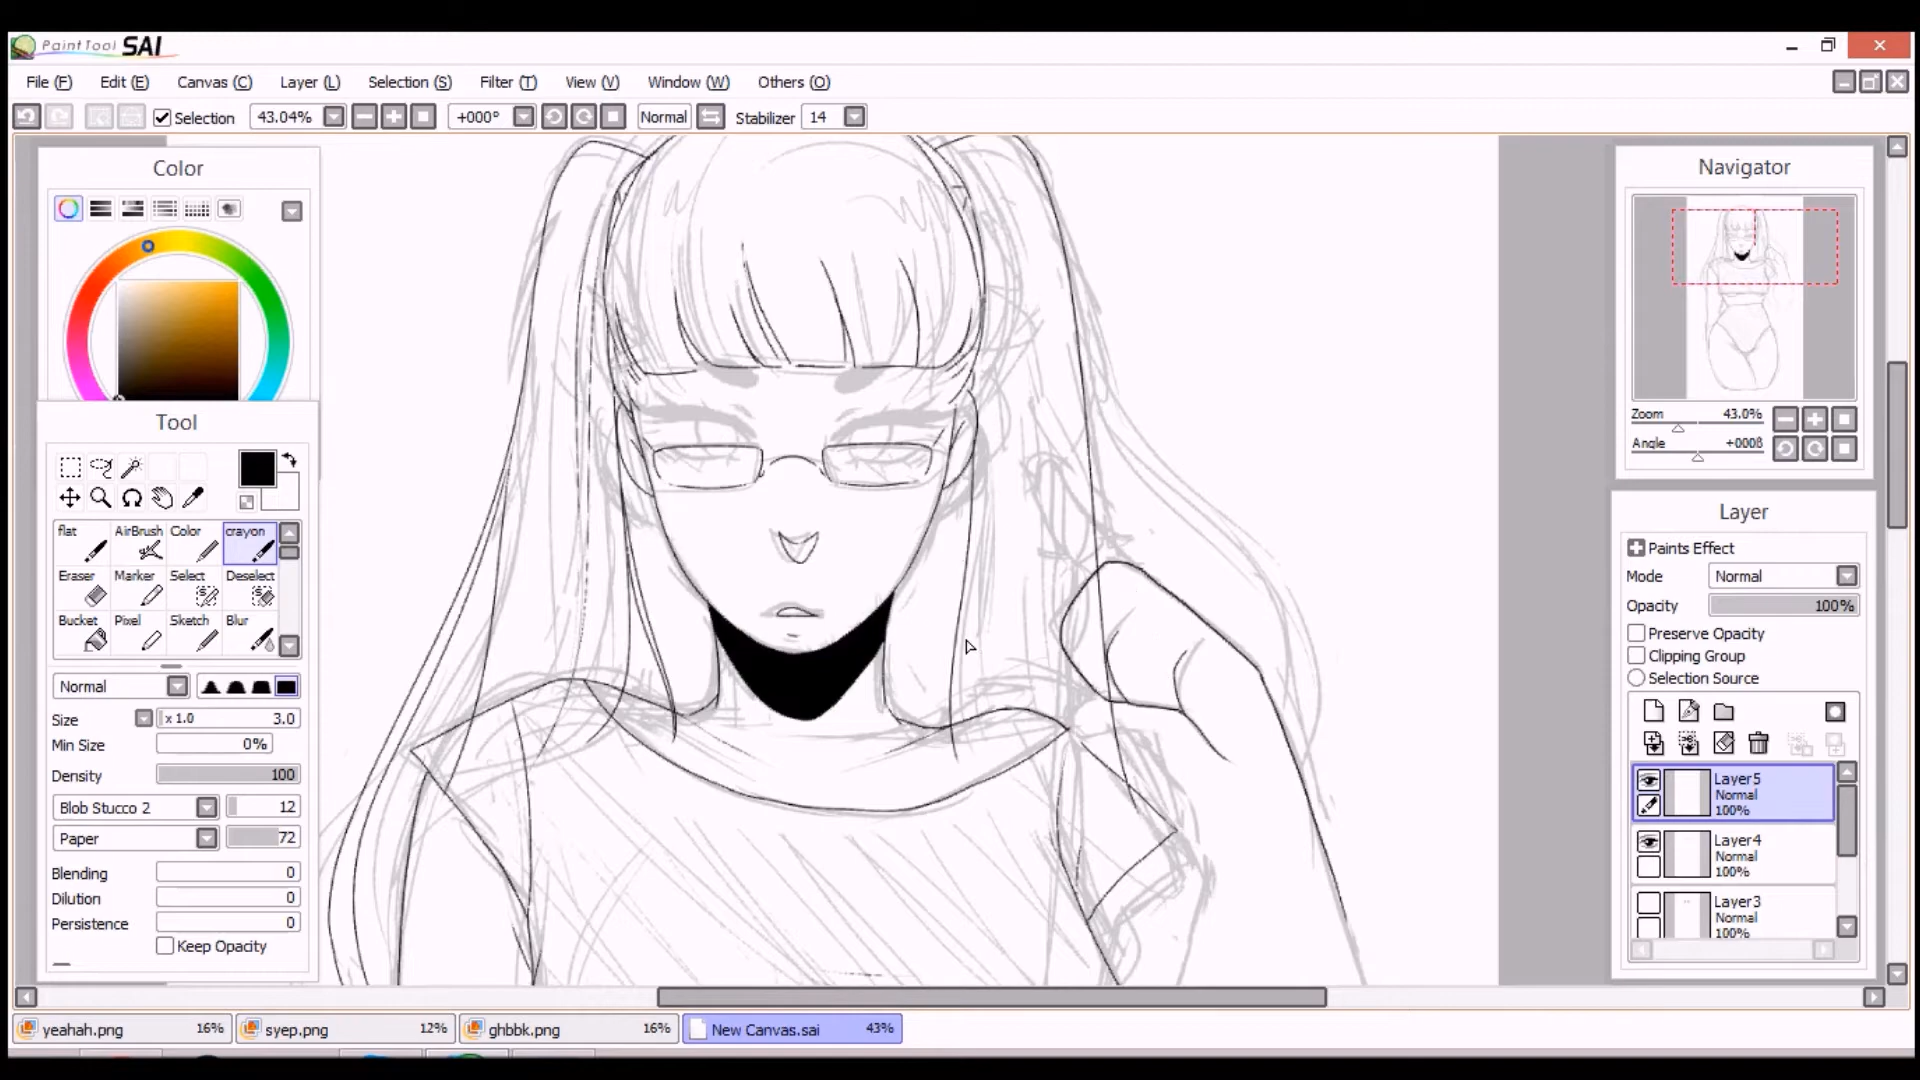 PaintTool SAI
File (F) Edit (E) Canvas (C) Layer (L) Selection (S) Filter (T) View (V) Window (W) Others (O)
Selection 43.04% +000° Normal Stabilizer 14
Color
Tool
flat AirBrush Color crayon
Eraser Marker Select Deselect
Bucket Pixel Sketch Blur
Normal
Size x 1.0 3.0
Min Size 0%
Density 100
Blob Stucco 2 12
Paper 72
Blending 0
Dilution 0
Persistence 0
Keep Opacity
Navigator
Zoom 43.0%
Angle +000ß
Layer
Paints Effect
Mode Normal
Opacity 100%
Preserve Opacity
Clipping Group
Selection Source
Layer5
Normal
100%
Layer4
Normal
100%
Layer3
Normal
100%
yeahah.png 16% syep.png 12% ghbbk.png 16% New Canvas.sai 43%